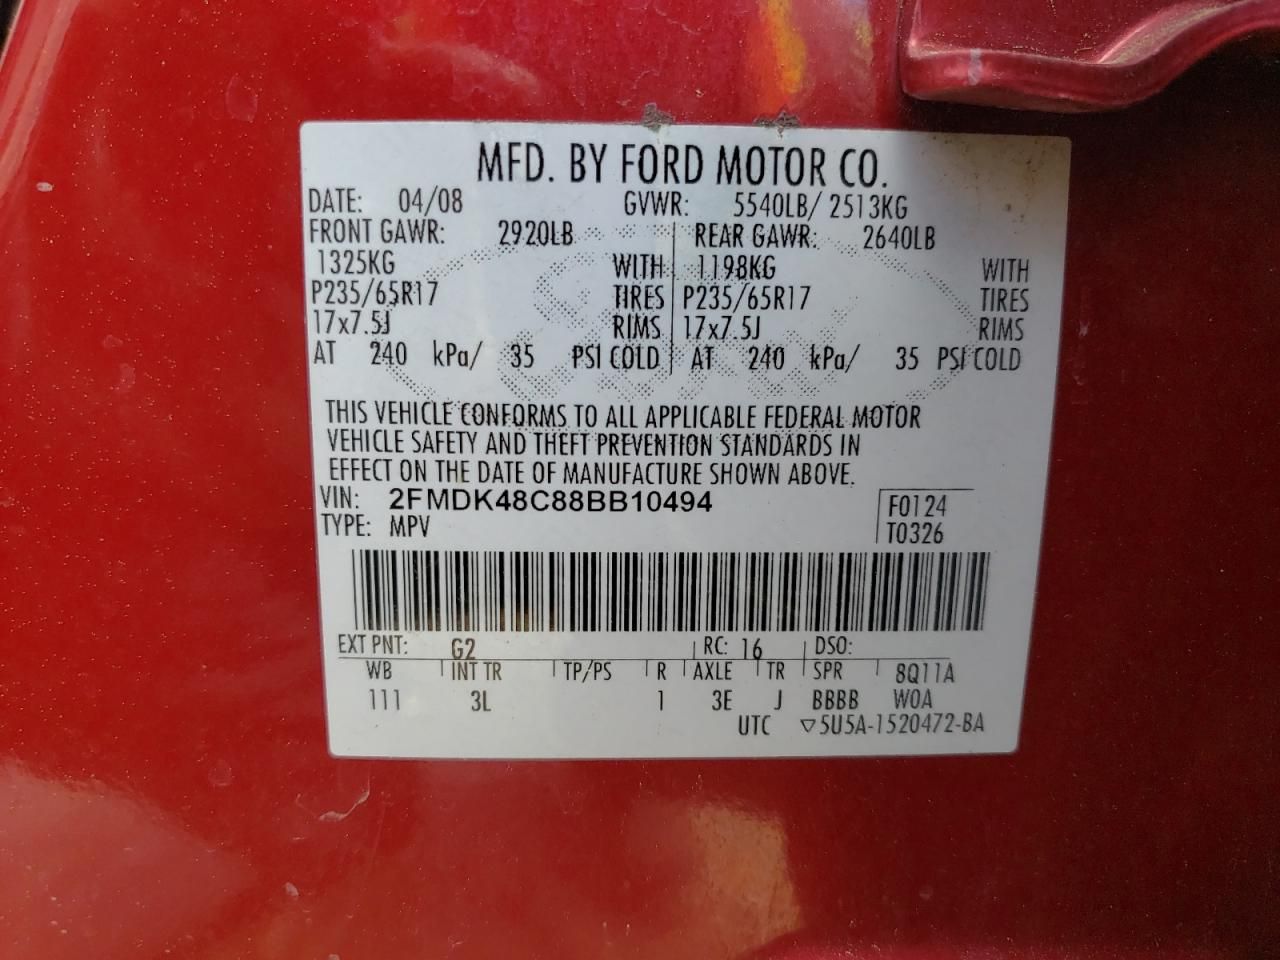 MFD. BY FORD MOTOR CO.
DATE: 04/08 GVWR: 5540LB/ 2513KG
FRONT GAWR: 2920LB REAR GAWR: 2640LB
1325KG WITH 1198KG WITH
P235/65R17 TIRES P235/65R17 TIRES
17x7.5J RIMS 17x7.5J RIMS
AT 240 kPa/ 35 PSI COLD AT 240 kPa/ 35 PSI COLD
THIS VEHICLE CONFORMS TO ALL APPLICABLE FEDERAL MOTOR
VEHICLE SAFETY AND THEFT PREVENTION STANDARDS IN
EFFECT ON THE DATE OF MANUFACTURE SHOWN ABOVE.
VIN: 2FMDK48C88BB10494 F0124
TYPE: MPV T0326
EXT PNT: G2 RC: 16 DSO:
WB INT TR TP/PS R AXLE TR SPR 8Q11A
111 3L 1 3E J BBBB W0A
UTC ▽5U5A-1520472-BA